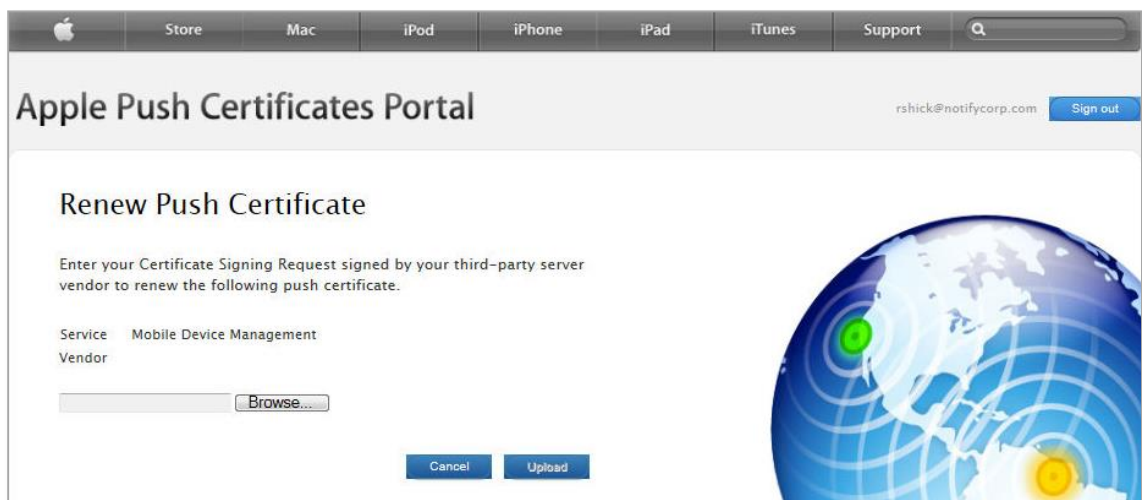 Store Mac iPod iPhone iPad iTunes Support
Apple Push Certificates Portal
rshick@notifycorp.com Sign out
Renew Push Certificate
Enter your Certificate Signing Request signed by your third-party server
vendor to renew the following push certificate.
Service Mobile Device Management
Vendor
Browse...
Cancel Upload